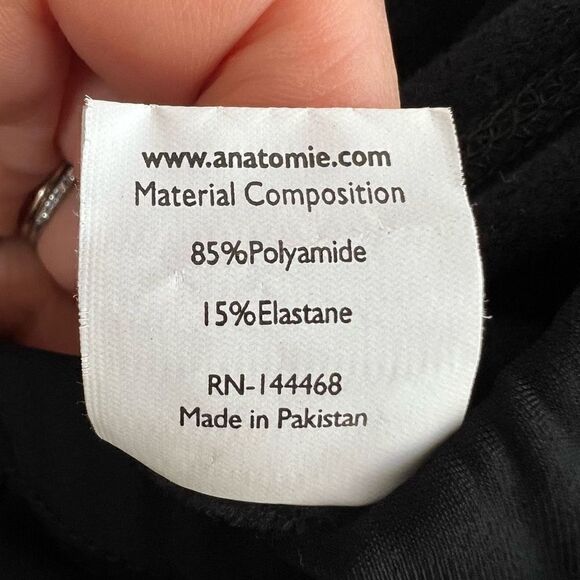 www.anatomie.com
Material Composition
85%Polyamide
15%Elastane
RN-144468
Made in Pakistan